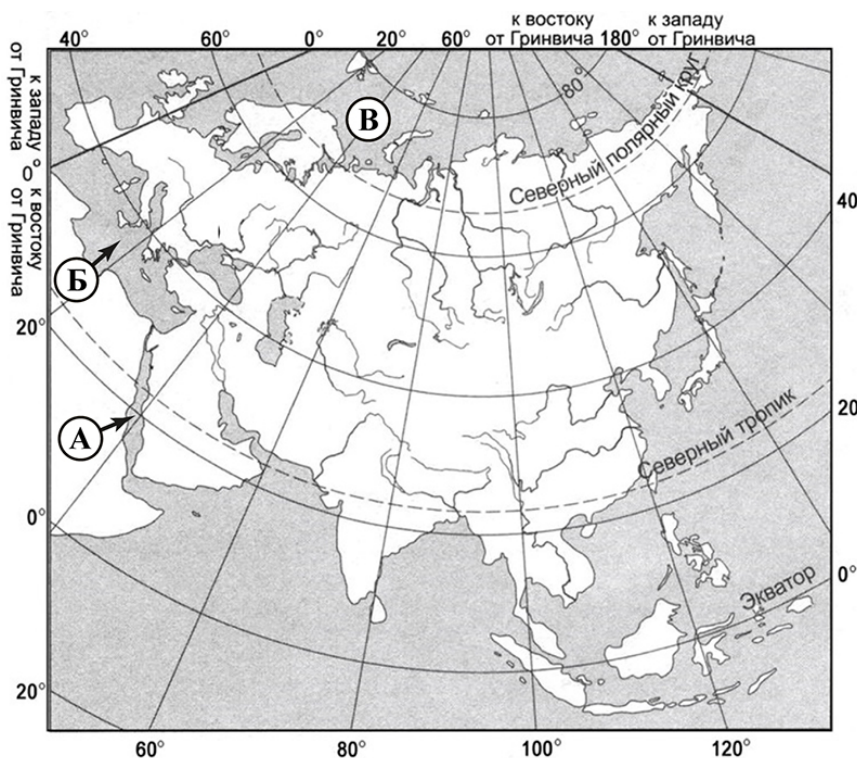 к востоку к западу
40° 60° 0° 20° 60° от Гринвича 180° от Гринвича
к западу
от Гринвича
0°
к востоку
от Гринвича
80°
Северный полярный круг
В
Б
А
40°
20°
20°
Северный тропик
0°
0°
Экватор
20°
60° 80° 100° 120°